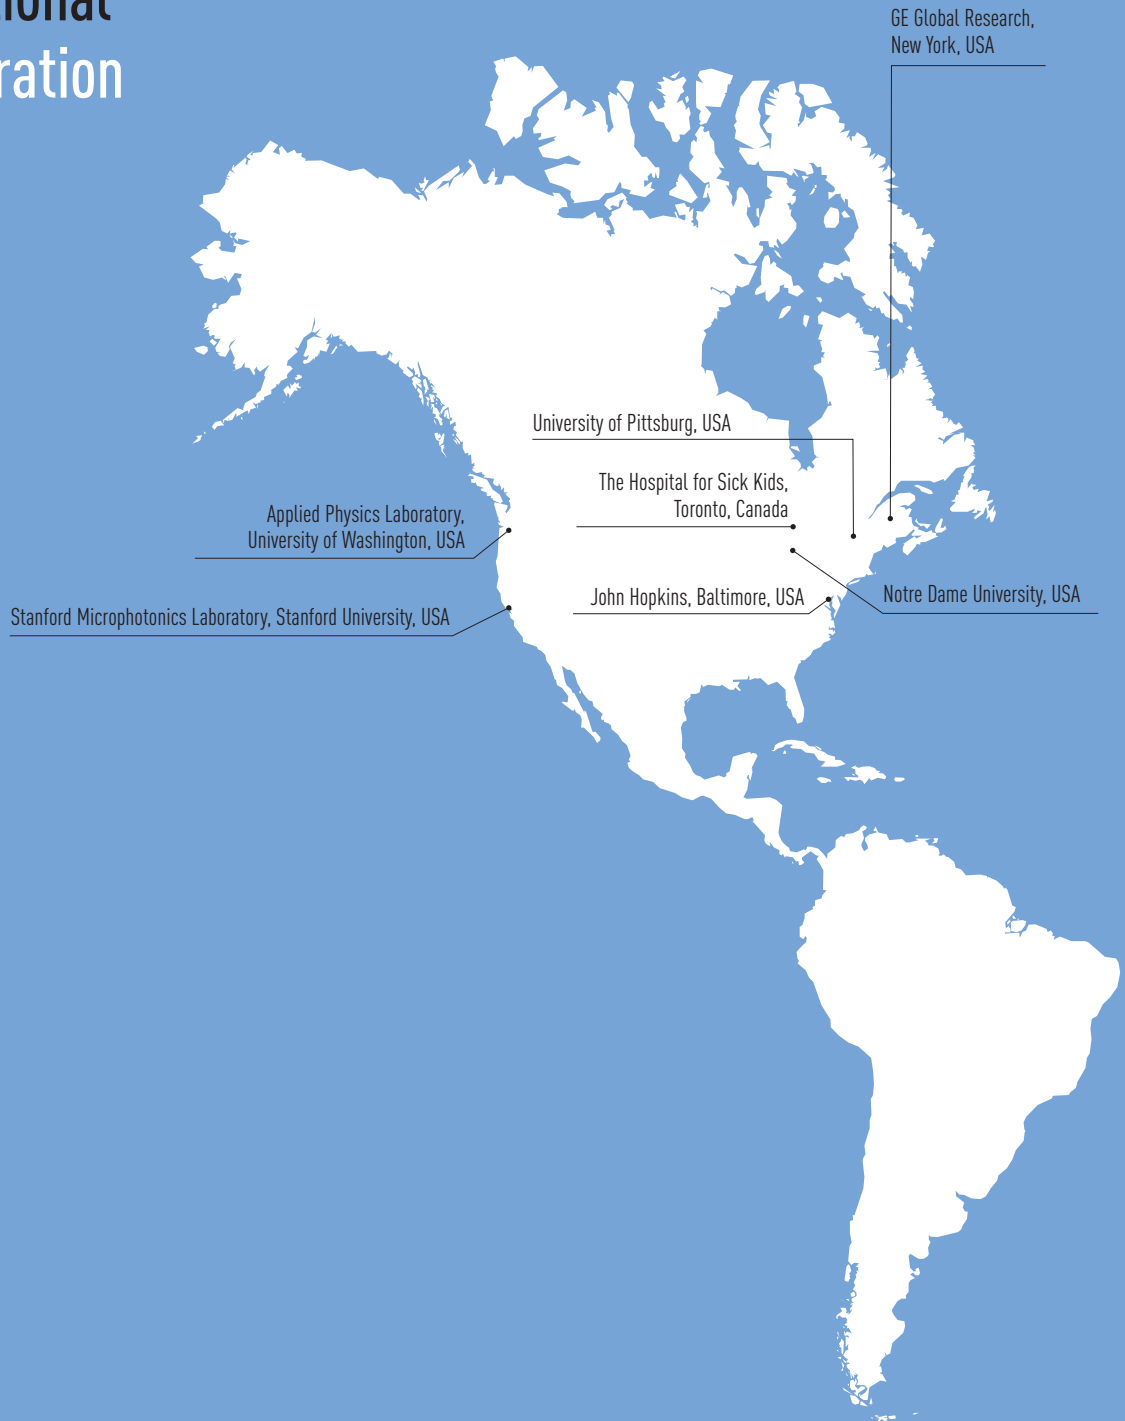 tional
ration
GE Global Research,
New York, USA
University of Pittsburg, USA
The Hospital for Sick Kids,
Toronto, Canada
Applied Physics Laboratory,
University of Washington, USA
John Hopkins, Baltimore, USA
Notre Dame University, USA
Stanford Microphotonics Laboratory, Stanford University, USA